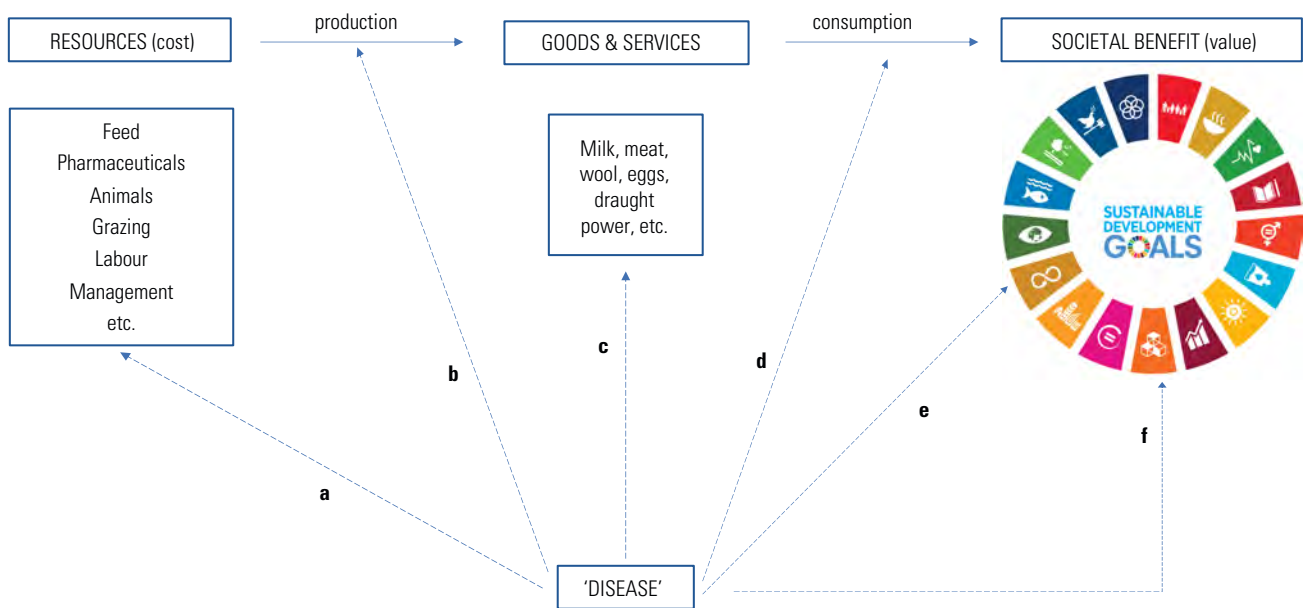 RESOURCES (cost)
production
GOODS & SERVICES
consumption
SOCIETAL BENEFIT (value)
Feed
Pharmaceuticals
Animals
Grazing
Labour
Management
etc.
Milk, meat,
wool, eggs,
draught
power, etc.
SUSTAINABLE
DEVELOPMENT
GOALS
a
b
c
d
e
f
‘DISEASE’